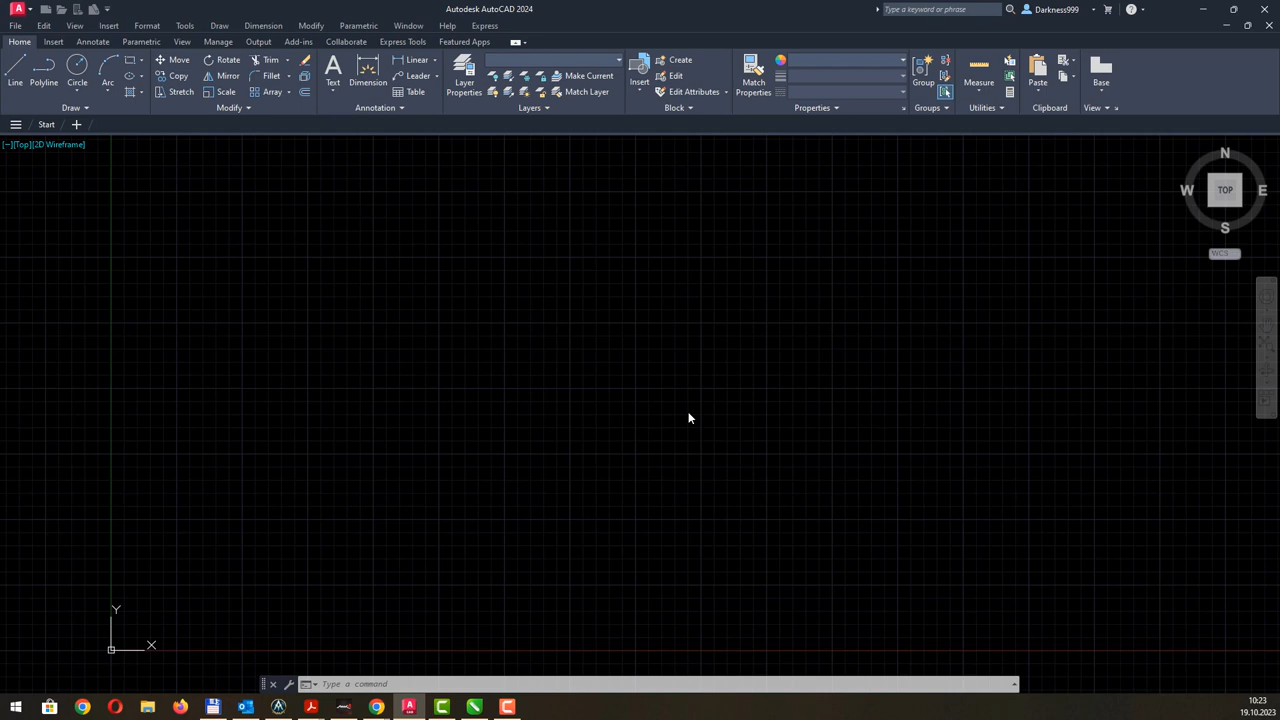 Autodesk AutoCAD 2024
Type a keyword or phrase
Darkness999
File Edit View Insert Format Tools Draw Dimension Modify Parametric Window Help Express
Home Insert Annotate Parametric View Manage Output Add-ins Collaborate Express Tools Featured Apps
Line Polyline Circle Arc
Move Rotate Trim
Copy Mirror Fillet
Stretch Scale Array
Text Dimension
Linear
Leader
Table
Layer Properties
Make Current
Match Layer
Insert
Create
Edit
Edit Attributes
Match Properties
Group
Measure
Paste
Base
Draw Modify Annotation Layers Block Properties Groups Utilities Clipboard View
Start
[−][Top][2D Wireframe]
N
W TOP E
S
WCS
Y
X
Type a command
10:23
19.10.2023